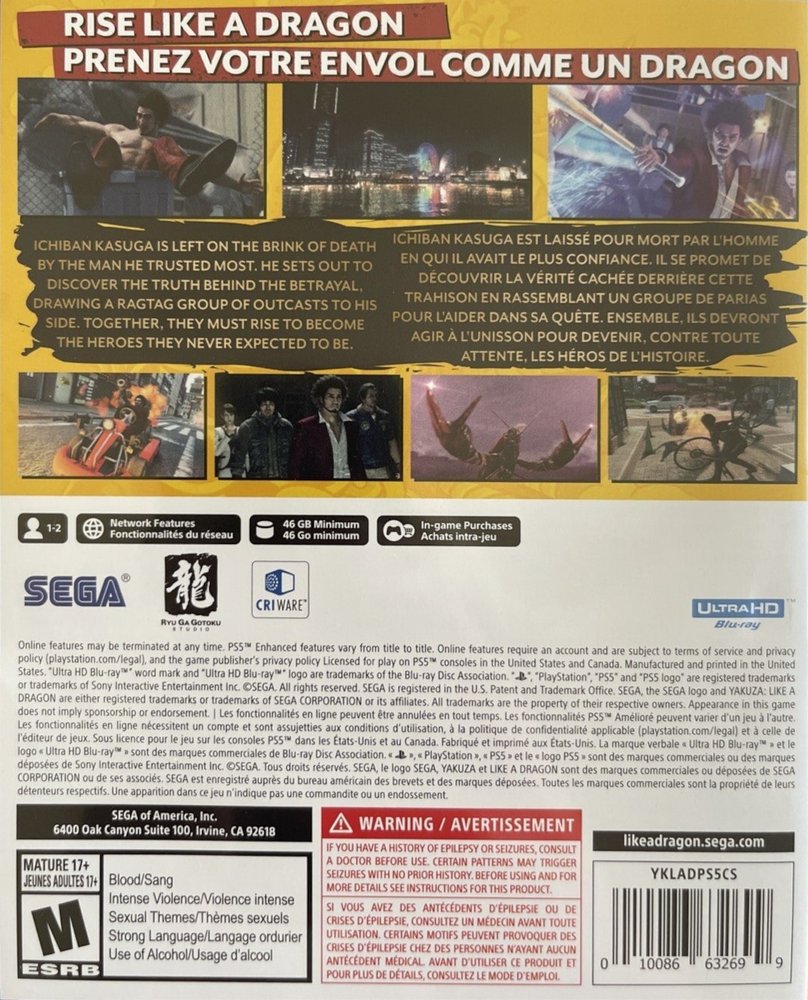 RISE LIKE A DRAGON
PRENEZ VOTRE ENVOL COMME UN DRAGON
ICHIBAN KASUGA IS LEFT ON THE BRINK OF DEATH
BY THE MAN HE TRUSTED MOST. HE SETS OUT TO
DISCOVER THE TRUTH BEHIND THE BETRAYAL,
DRAWING A RAGTAG GROUP OF OUTCASTS TO HIS
SIDE. TOGETHER, THEY MUST RISE TO BECOME
THE HEROES THEY NEVER EXPECTED TO BE.
ICHIBAN KASUGA EST LAISSÉ POUR MORT PAR L'HOMME
EN QUI IL AVAIT LE PLUS CONFIANCE. IL SE PROMET DE
DÉCOUVRIR LA VÉRITÉ CACHÉE DERRIÈRE CETTE
TRAHISON EN RASSEMBLANT UN GROUPE DE PARIAS
POUR L'AIDER DANS SA QUÊTE. ENSEMBLE, ILS DEVRONT
AGIR À L'UNISSON POUR DEVENIR, CONTRE TOUTE
ATTENTE, LES HÉROS DE L'HISTOIRE.
1-2
Network Features
Fonctionnalités du réseau
46 GB Minimum
46 Go minimum
In-game Purchases
Achats intra-jeu
SEGA®
龍
RYU GA GOTOKU
STUDIO
CRIWARE™
ULTRA HD™
Blu-ray
Online features may be terminated at any time. PS5™ Enhanced features vary from title to title. Online features require an account and are subject to terms of service and privacy
policy (playstation.com/legal), and the game publisher's privacy policy Licensed for play on PS5™ consoles in the United States and Canada. Manufactured and printed in the United
States. "Ultra HD Blu-ray™" word mark and "Ultra HD Blu-ray™" logo are trademarks of the Blu-ray Disc Association. "PS", "PlayStation", "PS5" and "PS5 logo" are registered trademarks
or trademarks of Sony Interactive Entertainment Inc. ©SEGA. All rights reserved. SEGA is registered in the U.S. Patent and Trademark Office. SEGA, the SEGA logo and YAKUZA: LIKE A
DRAGON are either registered trademarks or trademarks of SEGA CORPORATION or its affiliates. All trademarks are the property of their respective owners. Appearance in this game
does not imply sponsorship or endorsement. | Les fonctionnalités en ligne peuvent être annulées en tout temps. Les fonctionnalités PS5™ Amélioré peuvent varier d'un jeu à l'autre.
Les fonctionnalités en ligne nécessitent un compte et sont assujetties aux conditions d'utilisation, à la politique de confidentialité applicable (playstation.com/legal) et à celle de
l'éditeur de jeu. Sous licence pour le jeu sur les consoles PS5™ dans les États-Unis et au Canada. Fabriqué et imprimé aux États-Unis. La marque verbale « Ultra HD Blu-ray™ » et le
logo « Ultra HD Blu-ray™ » sont des marques commerciales de Blu-ray Disc Association. « PS », « PlayStation », « PS5 » et le « logo PS5 » sont des marques commerciales ou des marques
déposées de Sony Interactive Entertainment Inc. ©SEGA. Tous droits réservés. SEGA, le logo SEGA, YAKUZA et LIKE A DRAGON sont des marques commerciales ou déposées de SEGA
CORPORATION ou de ses associés. SEGA est enregistré auprès du bureau américain des brevets et des marques déposées. Toutes les marques commerciales sont la propriété de leurs
détenteurs respectifs. Une apparition dans ce jeu n'indique pas une commandite ou un endossement.
SEGA of America, Inc.
6400 Oak Canyon Suite 100, Irvine, CA 92618
MATURE 17+
JEUNES ADULTES 17+
M
ESRB
Blood/Sang
Intense Violence/Violence intense
Sexual Themes/Thèmes sexuels
Strong Language/Langage ordurier
Use of Alcohol/Usage d'alcool
WARNING / AVERTISSEMENT
IF YOU HAVE A HISTORY OF EPILEPSY OR SEIZURES, CONSULT
A DOCTOR BEFORE USE. CERTAIN PATTERNS MAY TRIGGER
SEIZURES WITH NO PRIOR HISTORY. BEFORE USING AND FOR
MORE DETAILS SEE INSTRUCTIONS FOR THIS PRODUCT.
SI VOUS AVEZ DES ANTÉCÉDENTS D'ÉPILEPSIE OU DE
CRISES D'ÉPILEPSIE, CONSULTEZ UN MÉDECIN AVANT TOUTE
UTILISATION. CERTAINS MOTIFS PEUVENT PROVOQUER DES
CRISES D'ÉPILEPSIE CHEZ DES PERSONNES N'AYANT AUCUN
ANTÉCÉDENT MÉDICAL. AVANT D'UTILISER CE PRODUIT ET
POUR PLUS DE DÉTAILS, CONSULTEZ LE MODE D'EMPLOI.
likeadragon.sega.com
YKLADPS5CS
0 10086 63269 9